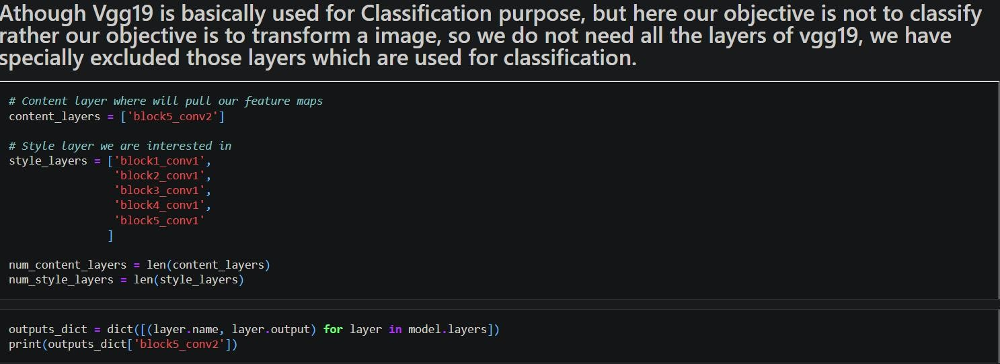 Athough Vgg19 is basically used for Classification purpose, but here our objective is not to classify
rather our objective is to transform a image, so we do not need all the layers of vgg19, we have
specially excluded those layers which are used for classification.
# Content layer where will pull our feature maps
content_layers = ['block5_conv2']
# Style layer we are interested in
style_layers = ['block1_conv1',
'block2_conv1',
'block3_conv1',
'block4_conv1',
'block5_conv1'
]
num_content_layers = len(content_layers)
num_style_layers = len(style_layers)
outputs_dict = dict([(layer.name, layer.output) for layer in model.layers])
print(outputs_dict['block5_conv2'])